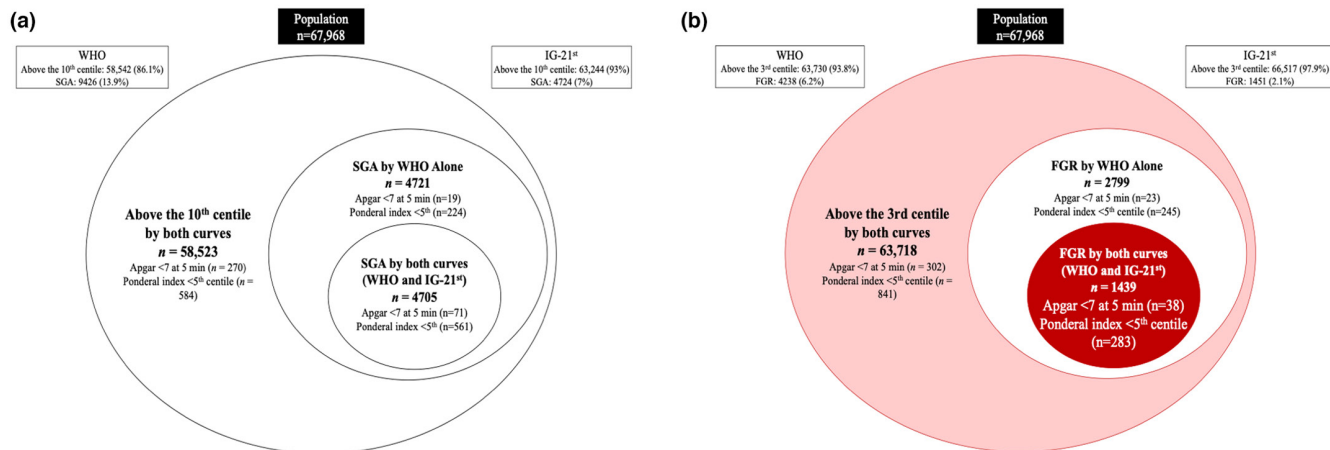 (a)
Population
n=67,968
WHO
Above the 10th centile: 58,542 (86.1%)
SGA: 9426 (13.9%)
IG-21st
Above the 10th centile: 63,244 (93%)
SGA: 4724 (7%)
SGA by WHO Alone
n = 4721
Apgar <7 at 5 min (n=19)
Ponderal index <5th (n=224)
Above the 10th centile
by both curves
n = 58,523
Apgar <7 at 5 min (n = 270)
Ponderal index <5th centile (n =
584)
SGA by both curves
(WHO and IG-21st)
n = 4705
Apgar <7 at 5 min (n=71)
Ponderal index <5th (n=561)
(b)
Population
n=67,968
WHO
Above the 3rd centile: 63,730 (93.8%)
FGR: 4238 (6.2%)
IG-21st
Above the 3rd centile: 66,517 (97.9%)
FGR: 1451 (2.1%)
FGR by WHO Alone
n = 2799
Apgar <7 at 5 min (n=23)
Ponderal index <5th centile (n=245)
Above the 3rd centile
by both curves
n = 63,718
Apgar <7 at 5 min (n = 302)
Ponderal index <5th centile (n =
841)
FGR by both curves
(WHO and IG-21st)
n = 1439
Apgar <7 at 5 min (n=38)
Ponderal index <5th centile
(n=283)